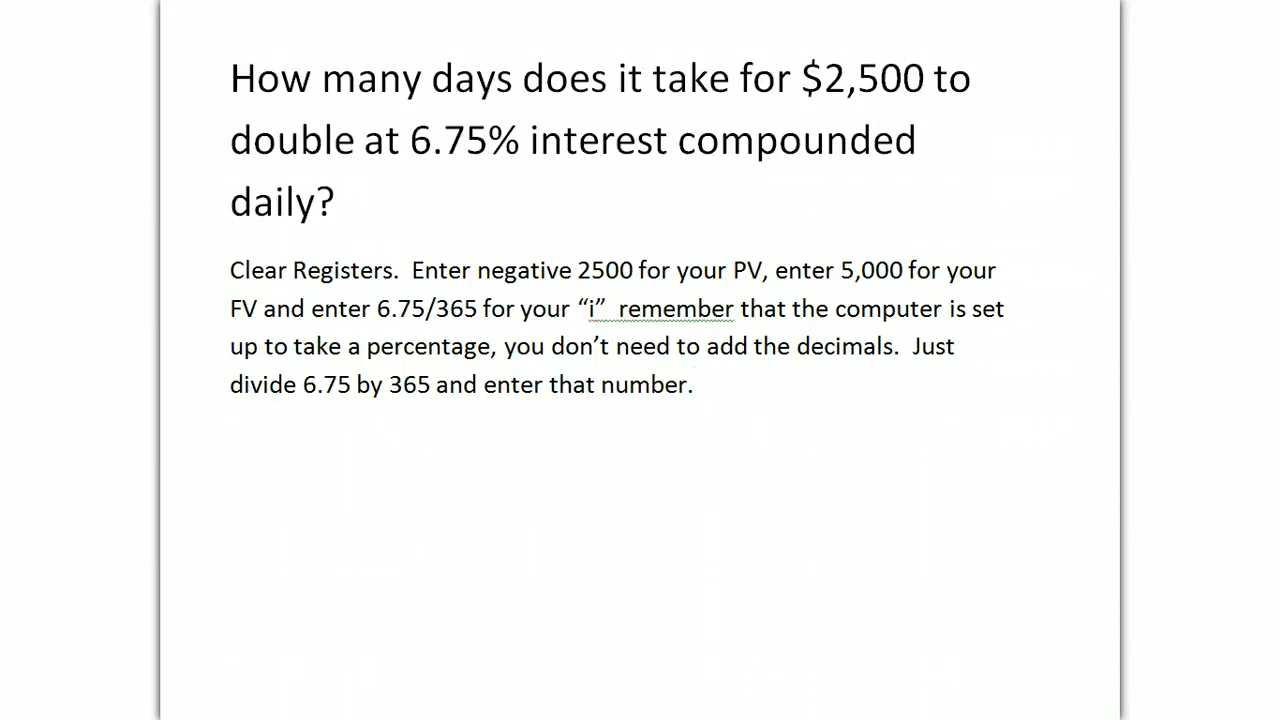 How many days does it take for $2,500 to
double at 6.75% interest compounded
daily?
Clear Registers.  Enter negative 2500 for your PV, enter 5,000 for your
FV and enter 6.75/365 for your “i”  remember that the computer is set
up to take a percentage, you don’t need to add the decimals.  Just
divide 6.75 by 365 and enter that number.